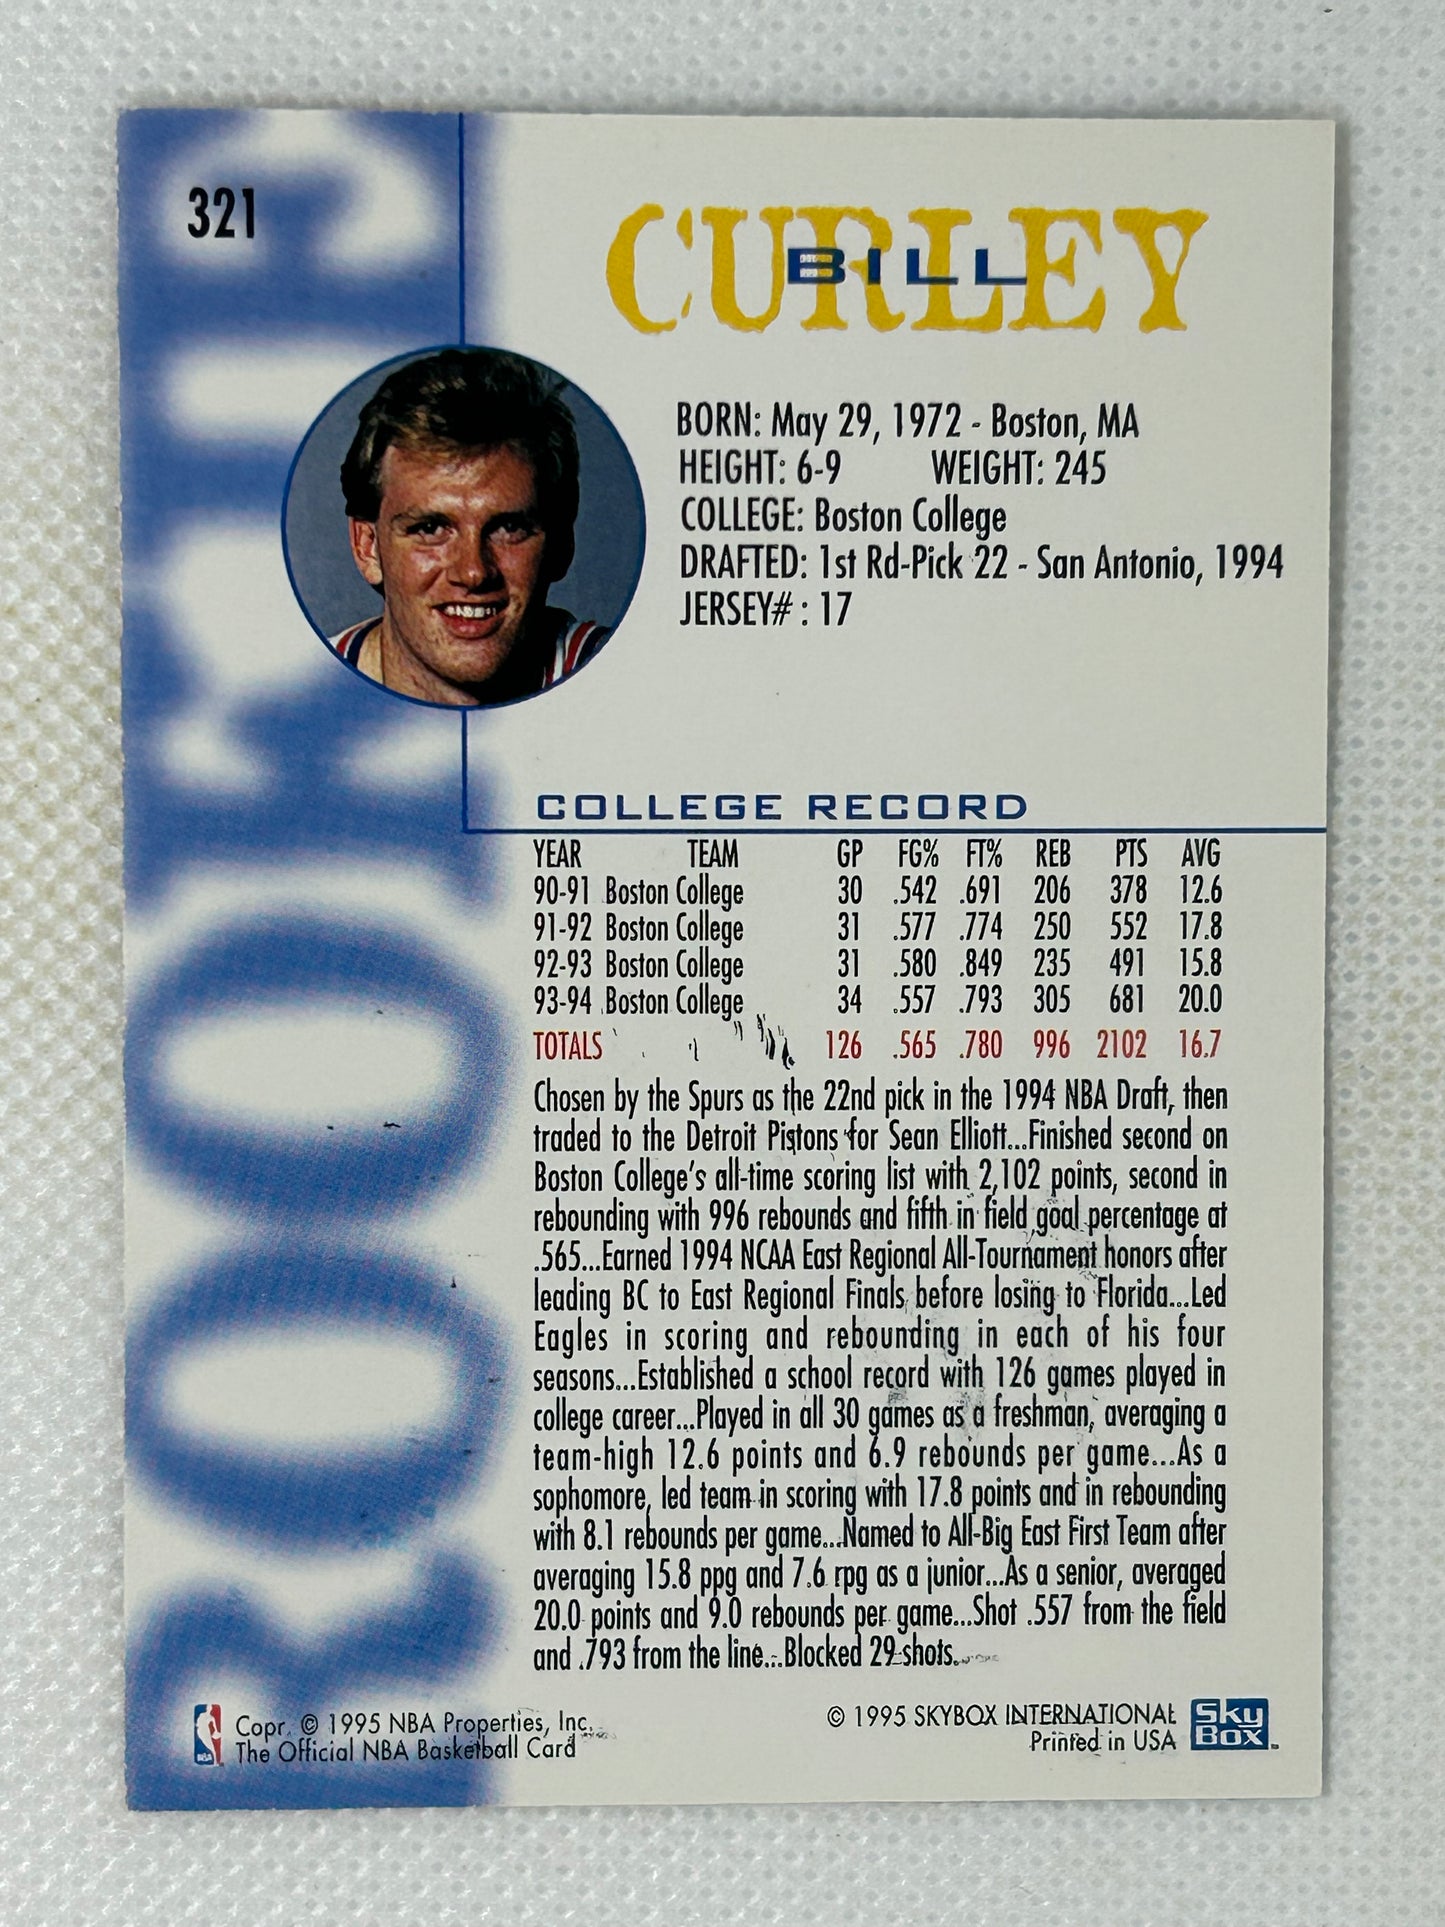 321
CURLEY
BILL
BORN: May 29, 1972 - Boston, MA
HEIGHT: 6-9 WEIGHT: 245
COLLEGE: Boston College
DRAFTED: 1st Rd-Pick 22 - San Antonio, 1994
JERSEY# : 17
ROOKIE
COLLEGE RECORD
YEAR TEAM GP FG% FT% REB PTS AVG
90-91 Boston College 30 .542 .691 206 378 12.6
91-92 Boston College 31 .577 .774 250 552 17.8
92-93 Boston College 31 .580 .849 235 491 15.8
93-94 Boston College 34 .557 .793 305 681 20.0
TOTALS 126 .565 .780 996 2102 16.7
Chosen by the Spurs as the 22nd pick in the 1994 NBA Draft, then
traded to the Detroit Pistons for Sean Elliott...Finished second on
Boston College's all-time scoring list with 2,102 points, second in
rebounding with 996 rebounds and fifth in field goal percentage at
.565...Earned 1994 NCAA East Regional All-Tournament honors after
leading BC to East Regional Finals before losing to Florida...Led
Eagles in scoring and rebounding in each of his four
seasons...Established a school record with 126 games played in
college career...Played in all 30 games as a freshman, averaging a
team-high 12.6 points and 6.9 rebounds per game...As a
sophomore, led team in scoring with 17.8 points and in rebounding
with 8.1 rebounds per game...Named to All-Big East First Team after
averaging 15.8 ppg and 7.6 rpg as a junior...As a senior, averaged
20.0 points and 9.0 rebounds per game...Shot .557 from the field
and .793 from the line...Blocked 29 shots.
NBA
Copr. © 1995 NBA Properties, Inc.
The Official NBA Basketball Card
© 1995 SKYBOX INTERNATIONAL
Printed in USA
Sky
Box